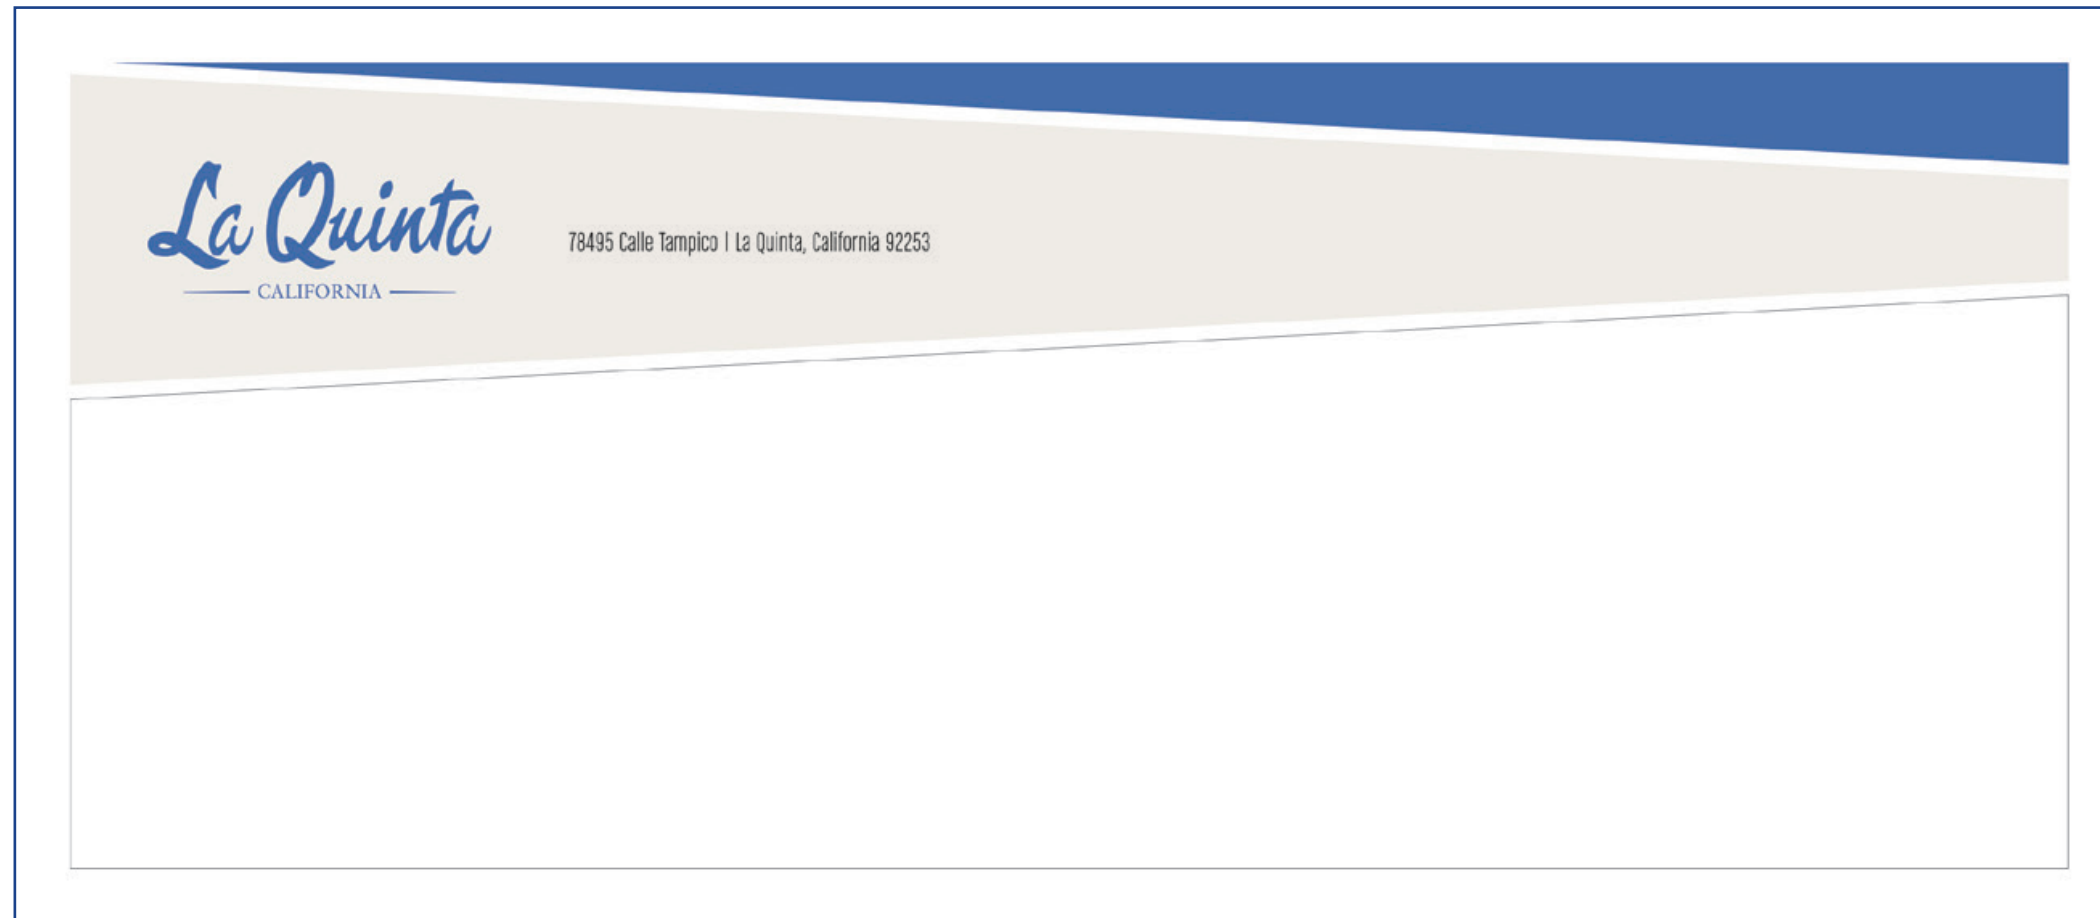 La Quinta
CALIFORNIA
78495 Calle Tampico | La Quinta, California 92253